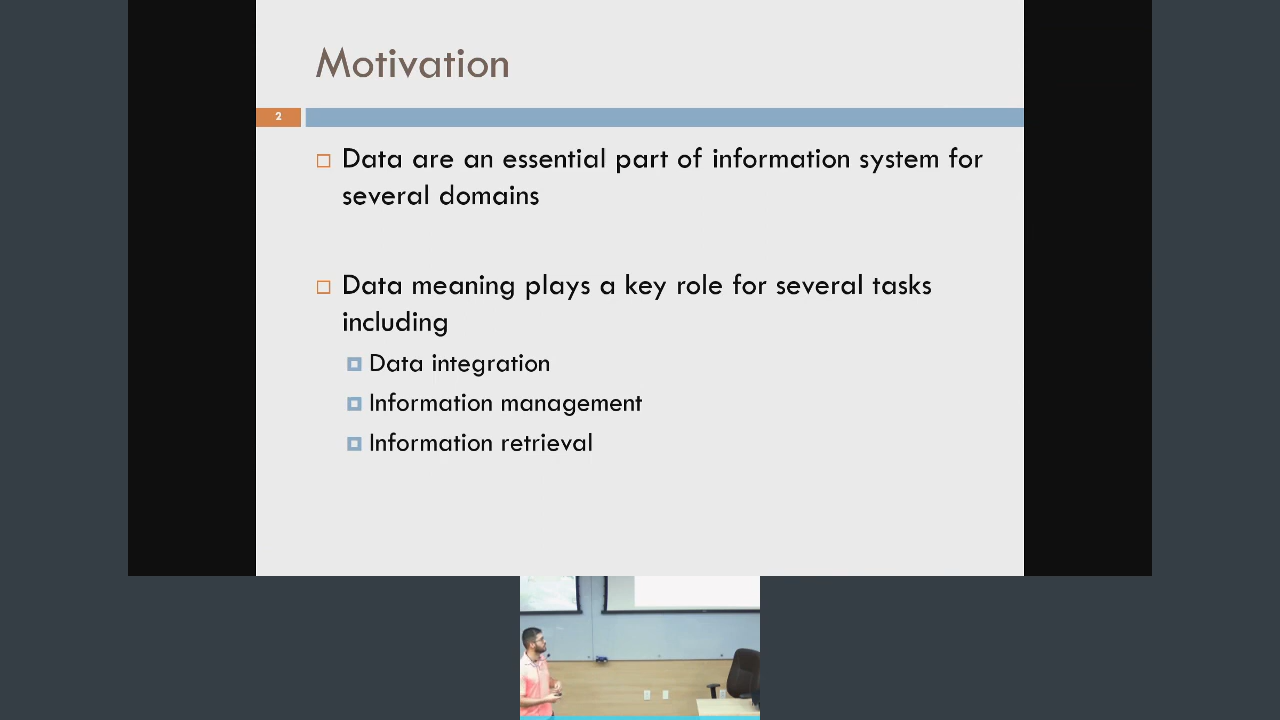 Motivation
2
Data are an essential part of information system for
several domains
Data meaning plays a key role for several tasks
including
Data integration
Information management
Information retrieval